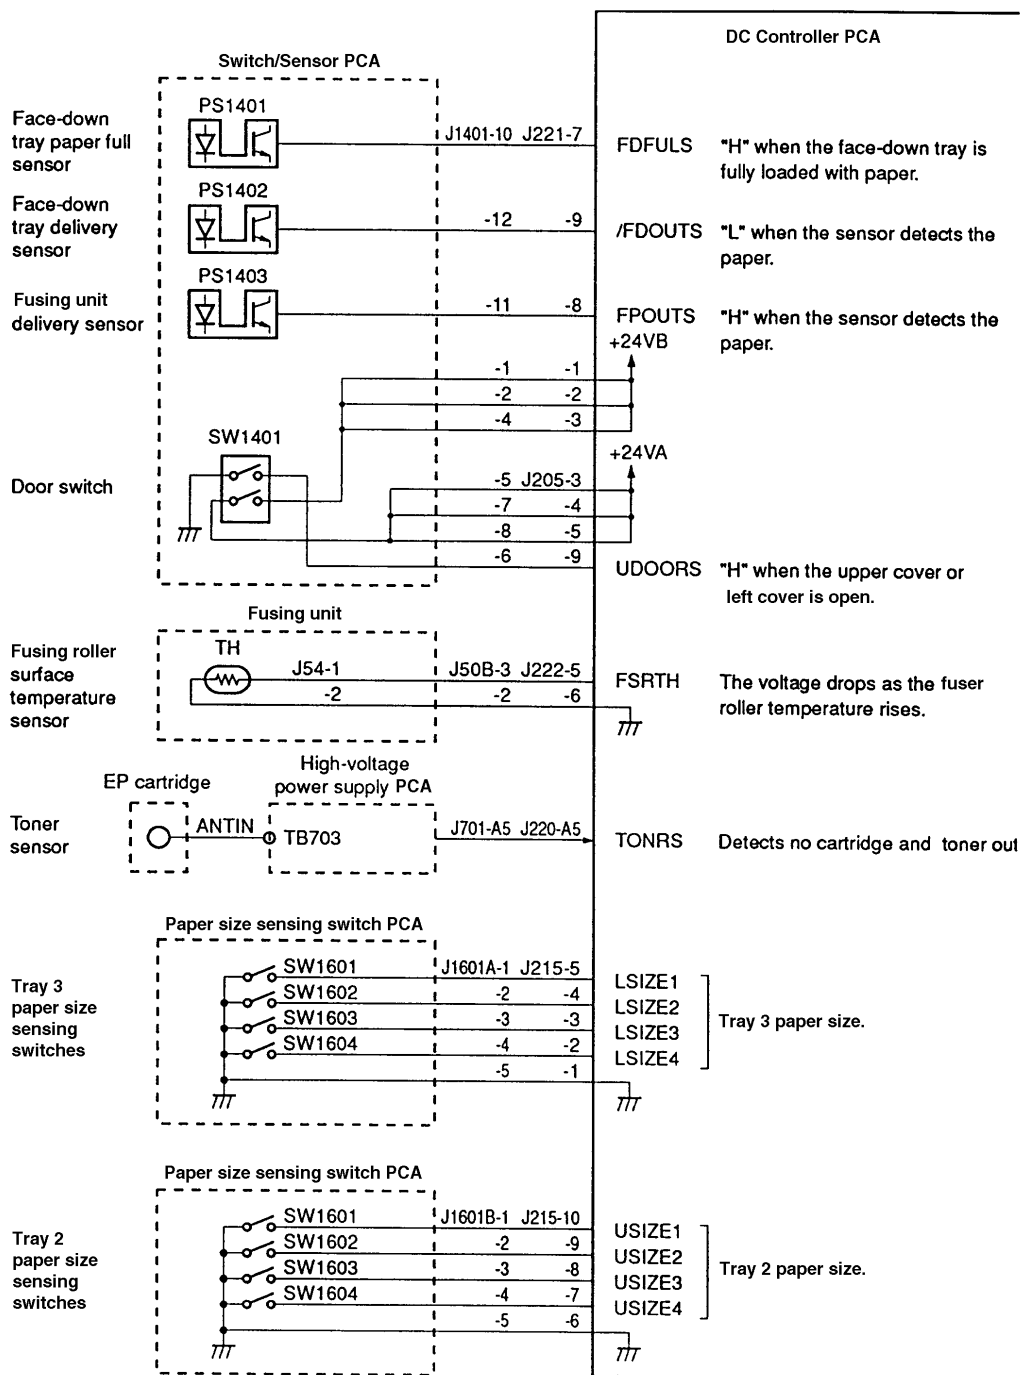 DC Controller PCA
Switch/Sensor PCA
Face-down
tray paper full
sensor
PS1401
J1401-10 J221-7
FDFULS
"H" when the face-down tray is
fully loaded with paper.
Face-down
tray delivery
sensor
PS1402
-12 -9
/FDOUTS
"L" when the sensor detects the
paper.
Fusing unit
delivery sensor
PS1403
-11 -8
FPOUTS
"H" when the sensor detects the
paper.
+24VB
-1 -1
-2 -2
-4 -3
SW1401
+24VA
Door switch
-5 J205-3
-7 -4
-8 -5
-6 -9
UDOORS
"H" when the upper cover or
left cover is open.
Fusing unit
Fusing roller
surface
temperature
sensor
TH
J54-1
J50B-3 J222-5
-2
-2 -6
FSRTH
The voltage drops as the fuser
roller temperature rises.
EP cartridge
High-voltage
power supply PCA
Toner
sensor
ANTIN
TB703
J701-A5 J220-A5
TONRS
Detects no cartridge and toner out
Paper size sensing switch PCA
Tray 3
paper size
sensing
switches
SW1601
J1601A-1 J215-5
LSIZE1
SW1602
-2 -4
LSIZE2
SW1603
-3 -3
LSIZE3
SW1604
-4 -2
LSIZE4
-5 -1
Tray 3 paper size.
Paper size sensing switch PCA
Tray 2
paper size
sensing
switches
SW1601
J1601B-1 J215-10
USIZE1
SW1602
-2 -9
USIZE2
SW1603
-3 -8
USIZE3
SW1604
-4 -7
USIZE4
-5 -6
Tray 2 paper size.